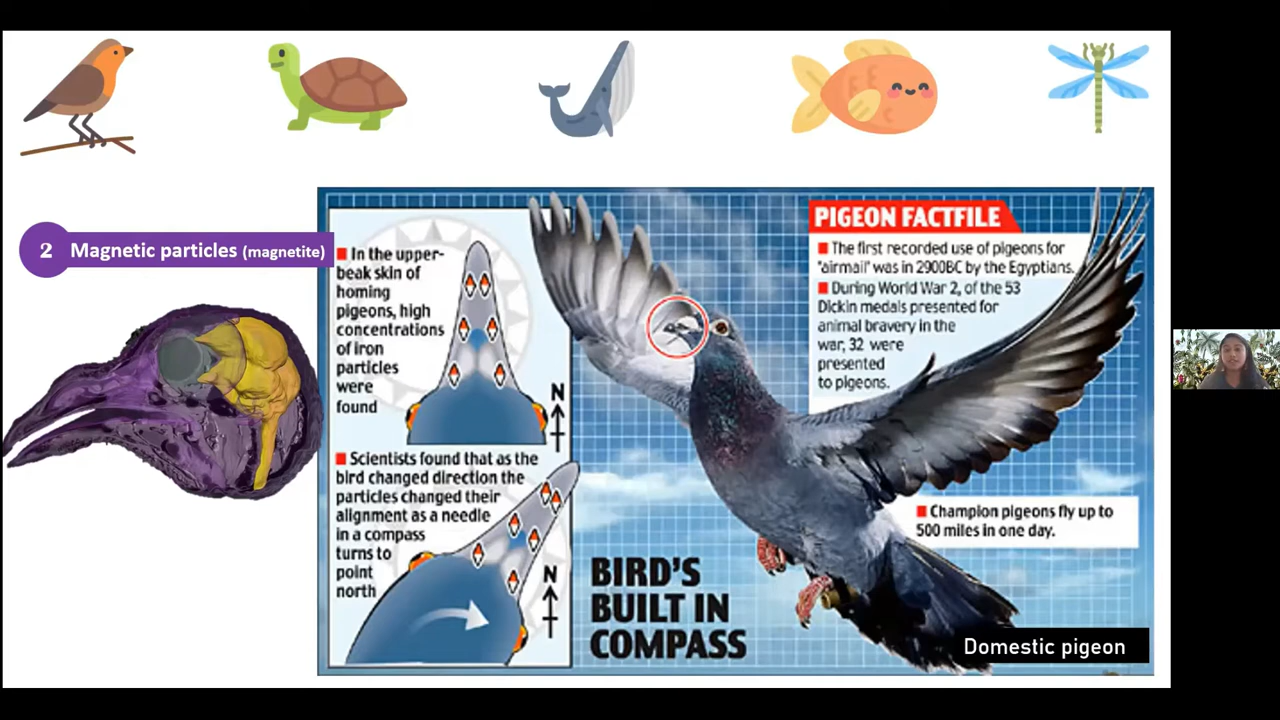 2 Magnetic particles (magnetite)
■ In the upper-
beak skin of
homing
pigeons, high
concentrations
of iron
particles
were
found
N
■ Scientists found that as the
bird changed direction the
particles changed their
alignment as a needle
in a compass
turns to
point
north
N
BIRD'S
BUILT IN
COMPASS
PIGEON FACTFILE
■ The first recorded use of pigeons for
"airmail" was in 2900BC by the Egyptians.
■ During World War 2, of the 53
Dickin medals presented for
animal bravery in the
war, 32 were
presented
to pigeons.
■ Champion pigeons fly up to
500 miles in one day.
Domestic pigeon